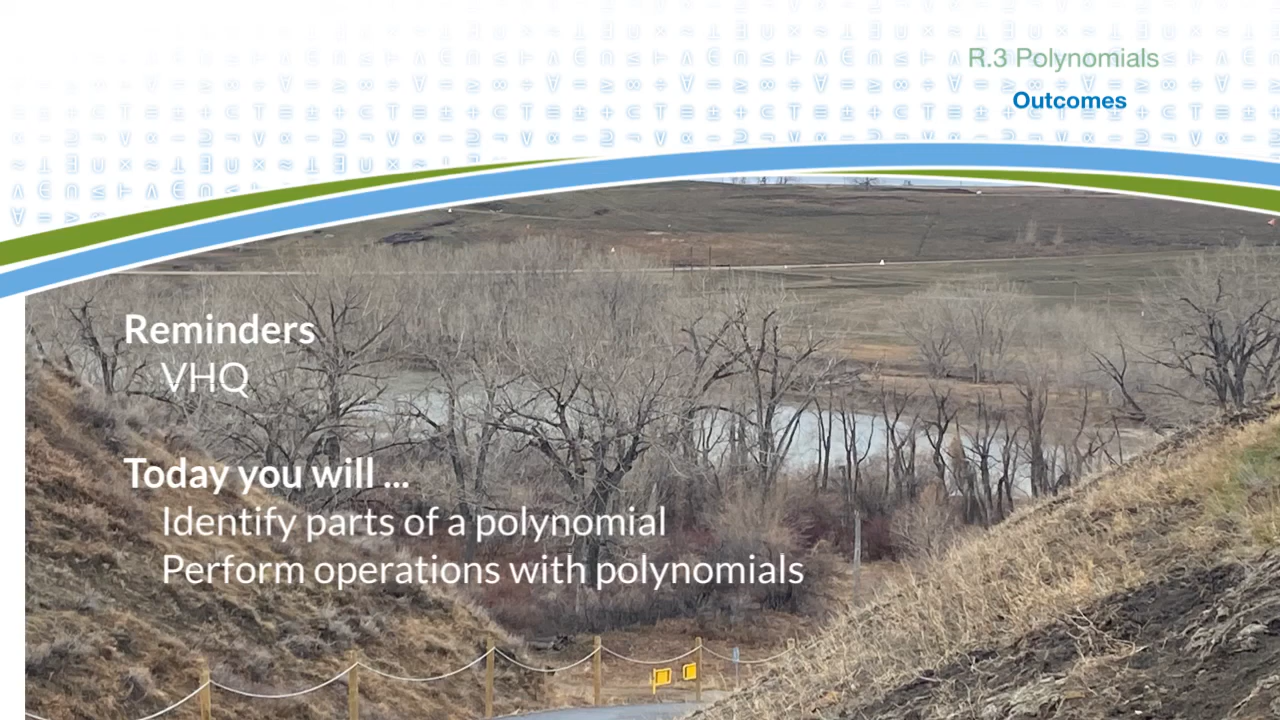 R.3 Polynomials
Outcomes
Reminders
VHQ
Today you will ...
Identify parts of a polynomial
Perform operations with polynomials